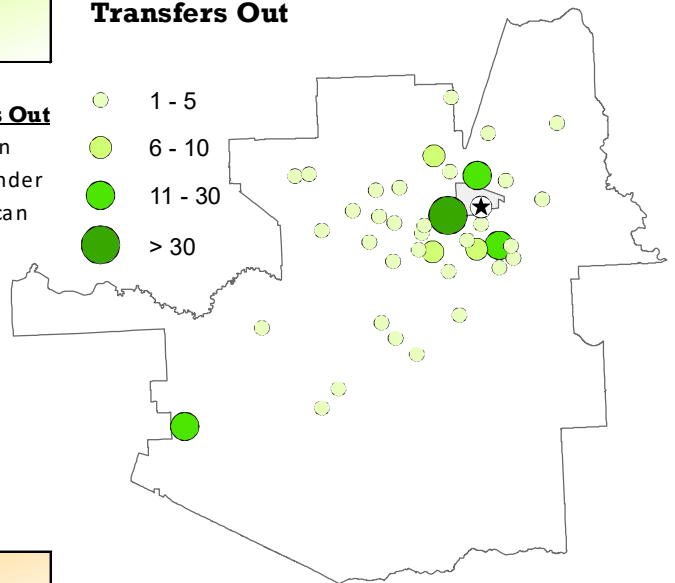 Transfers Out
s Out
n
nder
can
1 - 5
6 - 10
11 - 30
> 30